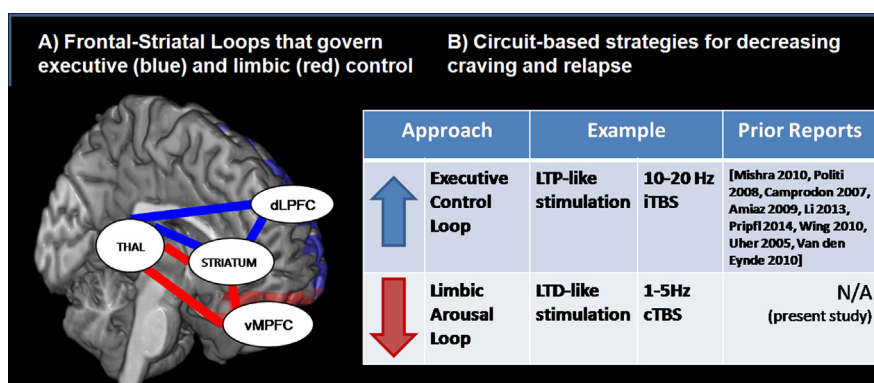 A) Frontal-Striatal Loops that govern
executive (blue) and limbic (red) control
B) Circuit-based strategies for decreasing
craving and relapse
dLPFC
THAL
STRIATUM
vMPFC
Approach
Example
Prior Reports
Executive
Control
Loop
LTP-like
stimulation
10-20 Hz
iTBS
[Mishra 2010, Politi
2008, Camprodon 2007,
Amiaz 2009, Li 2013,
Pripfl 2014, Wing 2010,
Uher 2005, Van den
Eynde 2010]
Limbic
Arousal
Loop
LTD-like
stimulation
1-5Hz
cTBS
N/A
(present study)